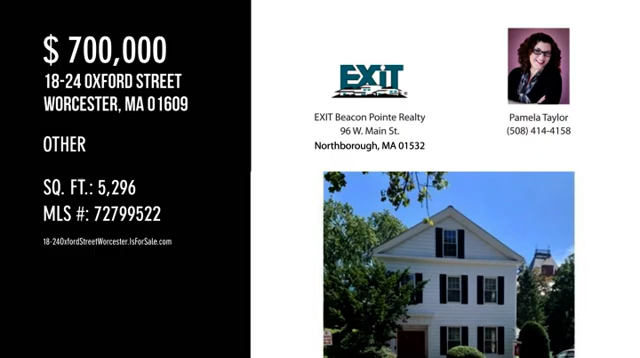 $ 700,000
18-24 OXFORD STREET
WORCESTER, MA 01609
OTHER
SQ. FT.: 5,296
MLS #: 72799522
18-24OxfordStreetWorcester.IsForSale.com
EXIT
EXIT Beacon Pointe Realty
96 W. Main St.
Northborough, MA 01532
Pamela Taylor
(508) 414-4158